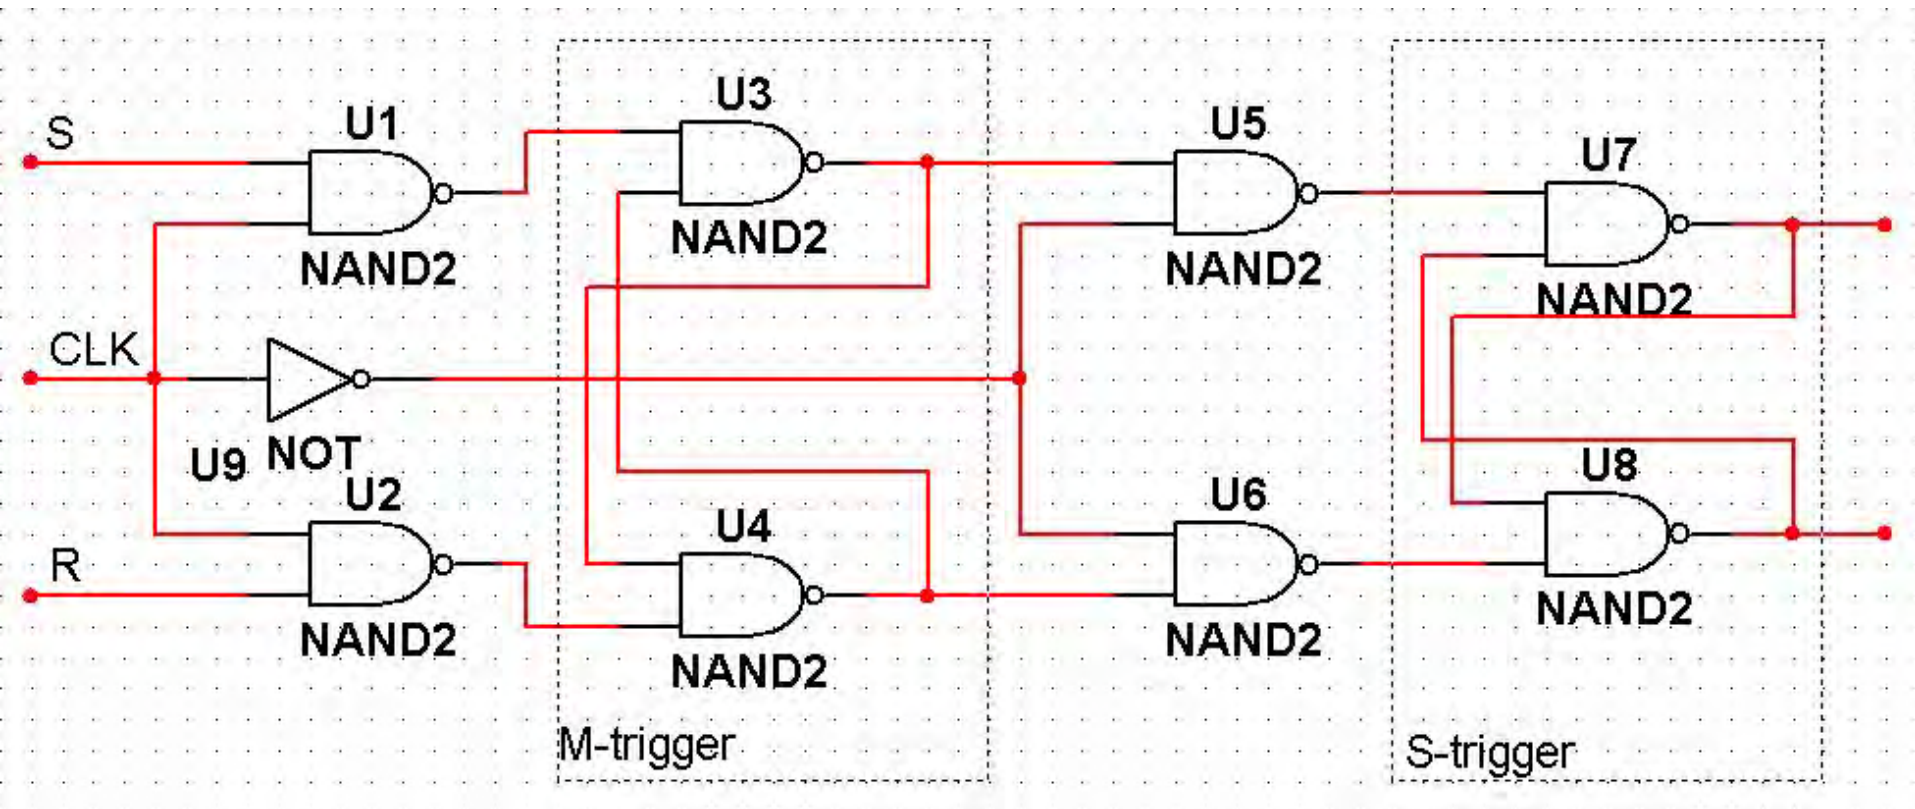 S
U1
NAND2
U3
NAND2
U5
NAND2
U7
NAND2
CLK
U9
NOT
R
U2
NAND2
U4
NAND2
U6
NAND2
U8
NAND2
M-trigger
S-trigger